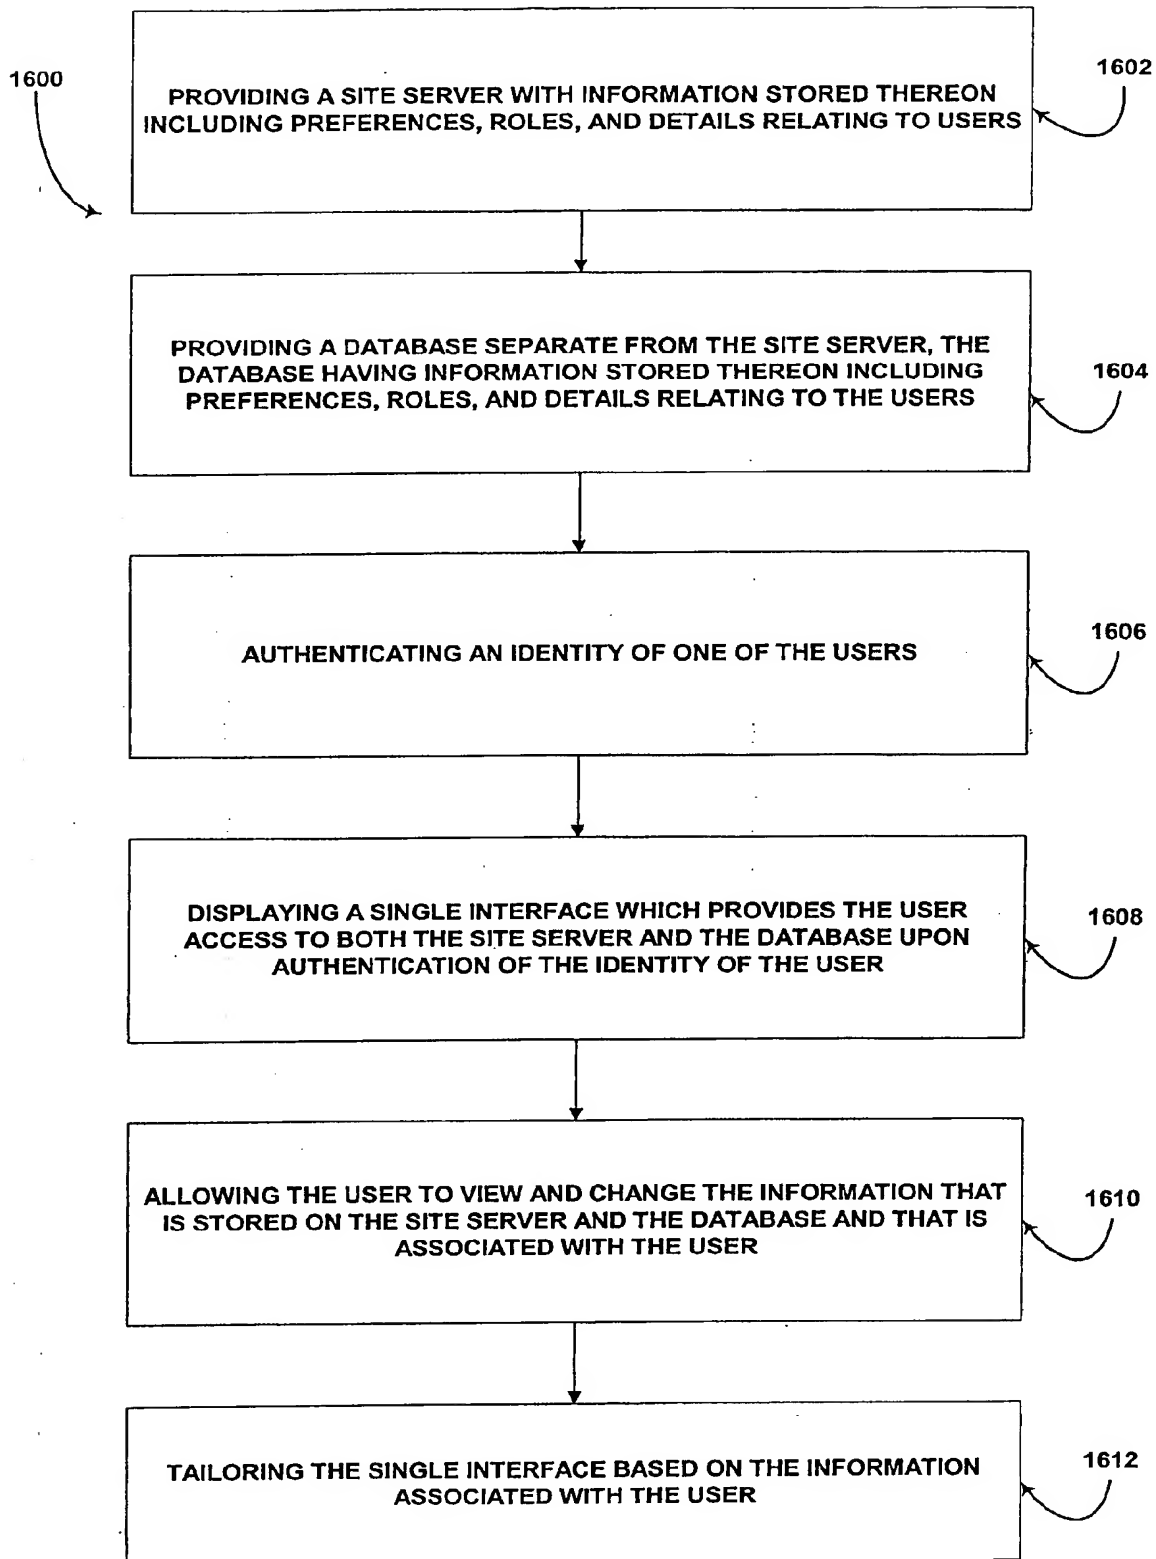 1600
1602
PROVIDING A SITE SERVER WITH INFORMATION STORED THEREON
INCLUDING PREFERENCES, ROLES, AND DETAILS RELATING TO USERS
PROVIDING A DATABASE SEPARATE FROM THE SITE SERVER, THE
DATABASE HAVING INFORMATION STORED THEREON INCLUDING
PREFERENCES, ROLES, AND DETAILS RELATING TO THE USERS
1604
AUTHENTICATING AN IDENTITY OF ONE OF THE USERS
1606
DISPLAYING A SINGLE INTERFACE WHICH PROVIDES THE USER
ACCESS TO BOTH THE SITE SERVER AND THE DATABASE UPON
AUTHENTICATION OF THE IDENTITY OF THE USER
1608
ALLOWING THE USER TO VIEW AND CHANGE THE INFORMATION THAT
IS STORED ON THE SITE SERVER AND THE DATABASE AND THAT IS
ASSOCIATED WITH THE USER
1610
TAILORING THE SINGLE INTERFACE BASED ON THE INFORMATION
ASSOCIATED WITH THE USER
1612